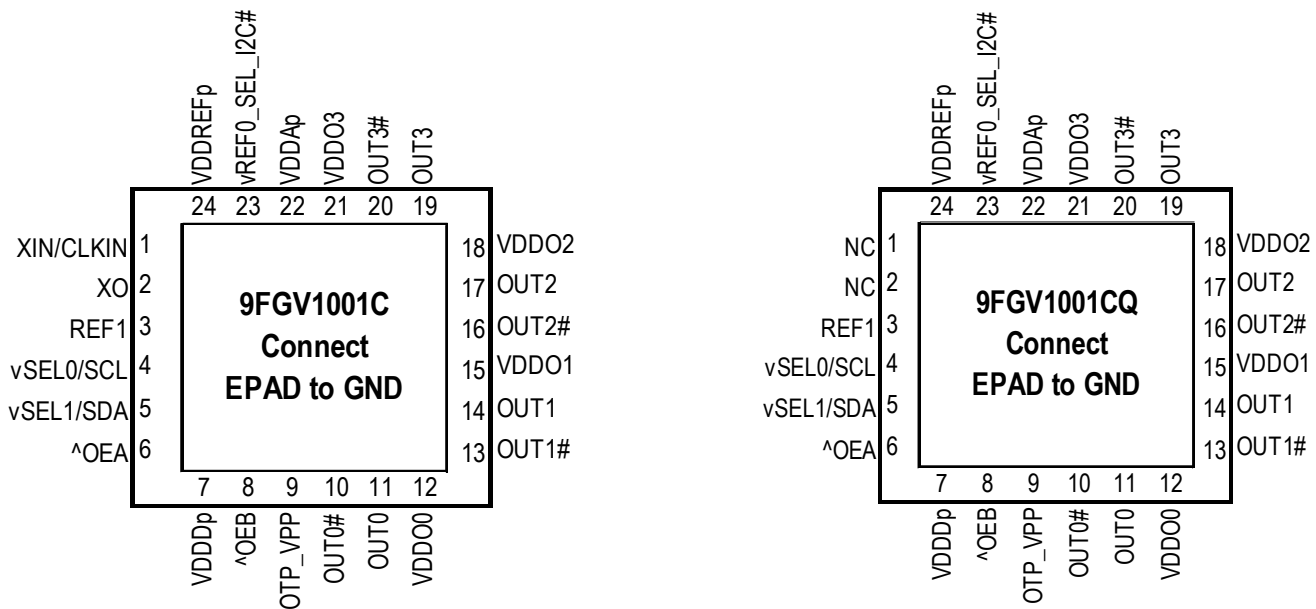 VDDREFp
vREF0_SEL_I2C#
VDDAp
VDDO3
OUT3#
OUT3
24 23 22 21 20 19
XIN/CLKIN 1
XO 2
REF1 3
vSEL0/SCL 4
vSEL1/SDA 5
^OEA 6
9FGV1001C
Connect
EPAD to GND
18 VDDO2
17 OUT2
16 OUT2#
15 VDDO1
14 OUT1
13 OUT1#
7 8 9 10 11 12
VDDDp
^OEB
OTP_VPP
OUT0#
OUT0
VDDO0
VDDREFp
vREF0_SEL_I2C#
VDDAp
VDDO3
OUT3#
OUT3
24 23 22 21 20 19
NC 1
NC 2
REF1 3
vSEL0/SCL 4
vSEL1/SDA 5
^OEA 6
9FGV1001CQ
Connect
EPAD to GND
18 VDDO2
17 OUT2
16 OUT2#
15 VDDO1
14 OUT1
13 OUT1#
7 8 9 10 11 12
VDDDp
^OEB
OTP_VPP
OUT0#
OUT0
VDDO0